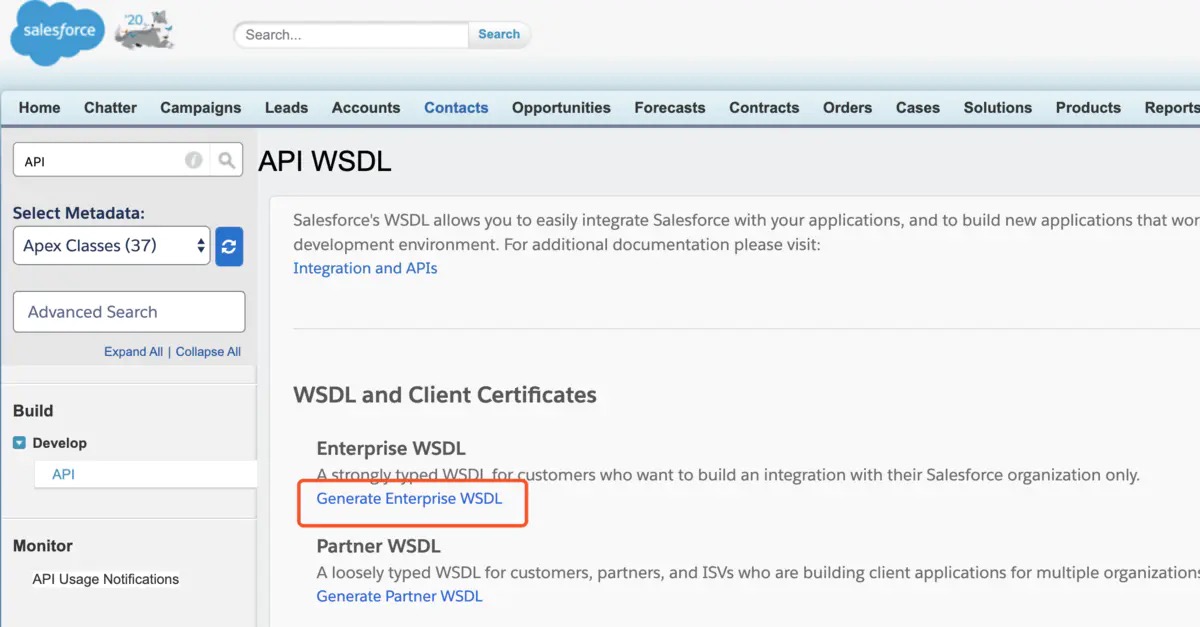 salesforce
'20
Search...
Search
Home Chatter Campaigns Leads Accounts Contacts Opportunities Forecasts Contracts Orders Cases Solutions Products Reports
API
API WSDL
Select Metadata:
Apex Classes (37)
Advanced Search
Expand All | Collapse All
Build
Develop
API
Monitor
API Usage Notifications
Salesforce's WSDL allows you to easily integrate Salesforce with your applications, and to build new applications that wor
development environment. For additional documentation please visit:
Integration and APIs
WSDL and Client Certificates
Enterprise WSDL
A strongly typed WSDL for customers who want to build an integration with their Salesforce organization only.
Generate Enterprise WSDL
Partner WSDL
A loosely typed WSDL for customers, partners, and ISVs who are building client applications for multiple organizations
Generate Partner WSDL